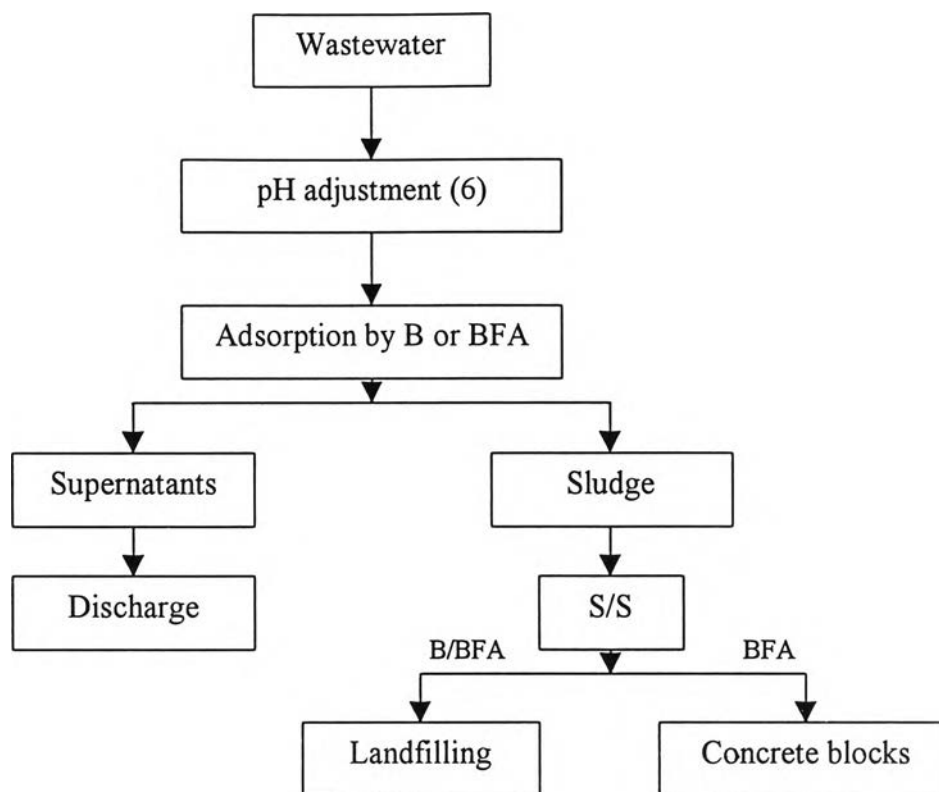 Wastewater
pH adjustment (6)
Adsorption by B or BFA
Supernatants
Sludge
Discharge
S/S
B/BFA
BFA
Landfilling
Concrete blocks